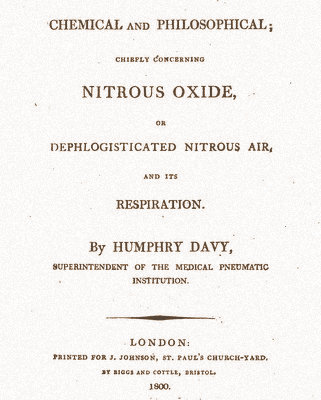 CHEMICAL AND PHILOSOPHICAL;
CHIEFLY CONCERNING
NITROUS OXIDE,
OR
DEPHLOGISTICATED NITROUS AIR,
AND ITS
RESPIRATION.
By HUMPHRY DAVY,
SUPERINTENDENT OF THE MEDICAL PNEUMATIC
INSTITUTION.
LONDON:
PRINTED FOR J. JOHNSON, ST. PAUL'S CHURCH-YARD.
BY BIGGS AND COTTLE, BRISTOL.
1800.